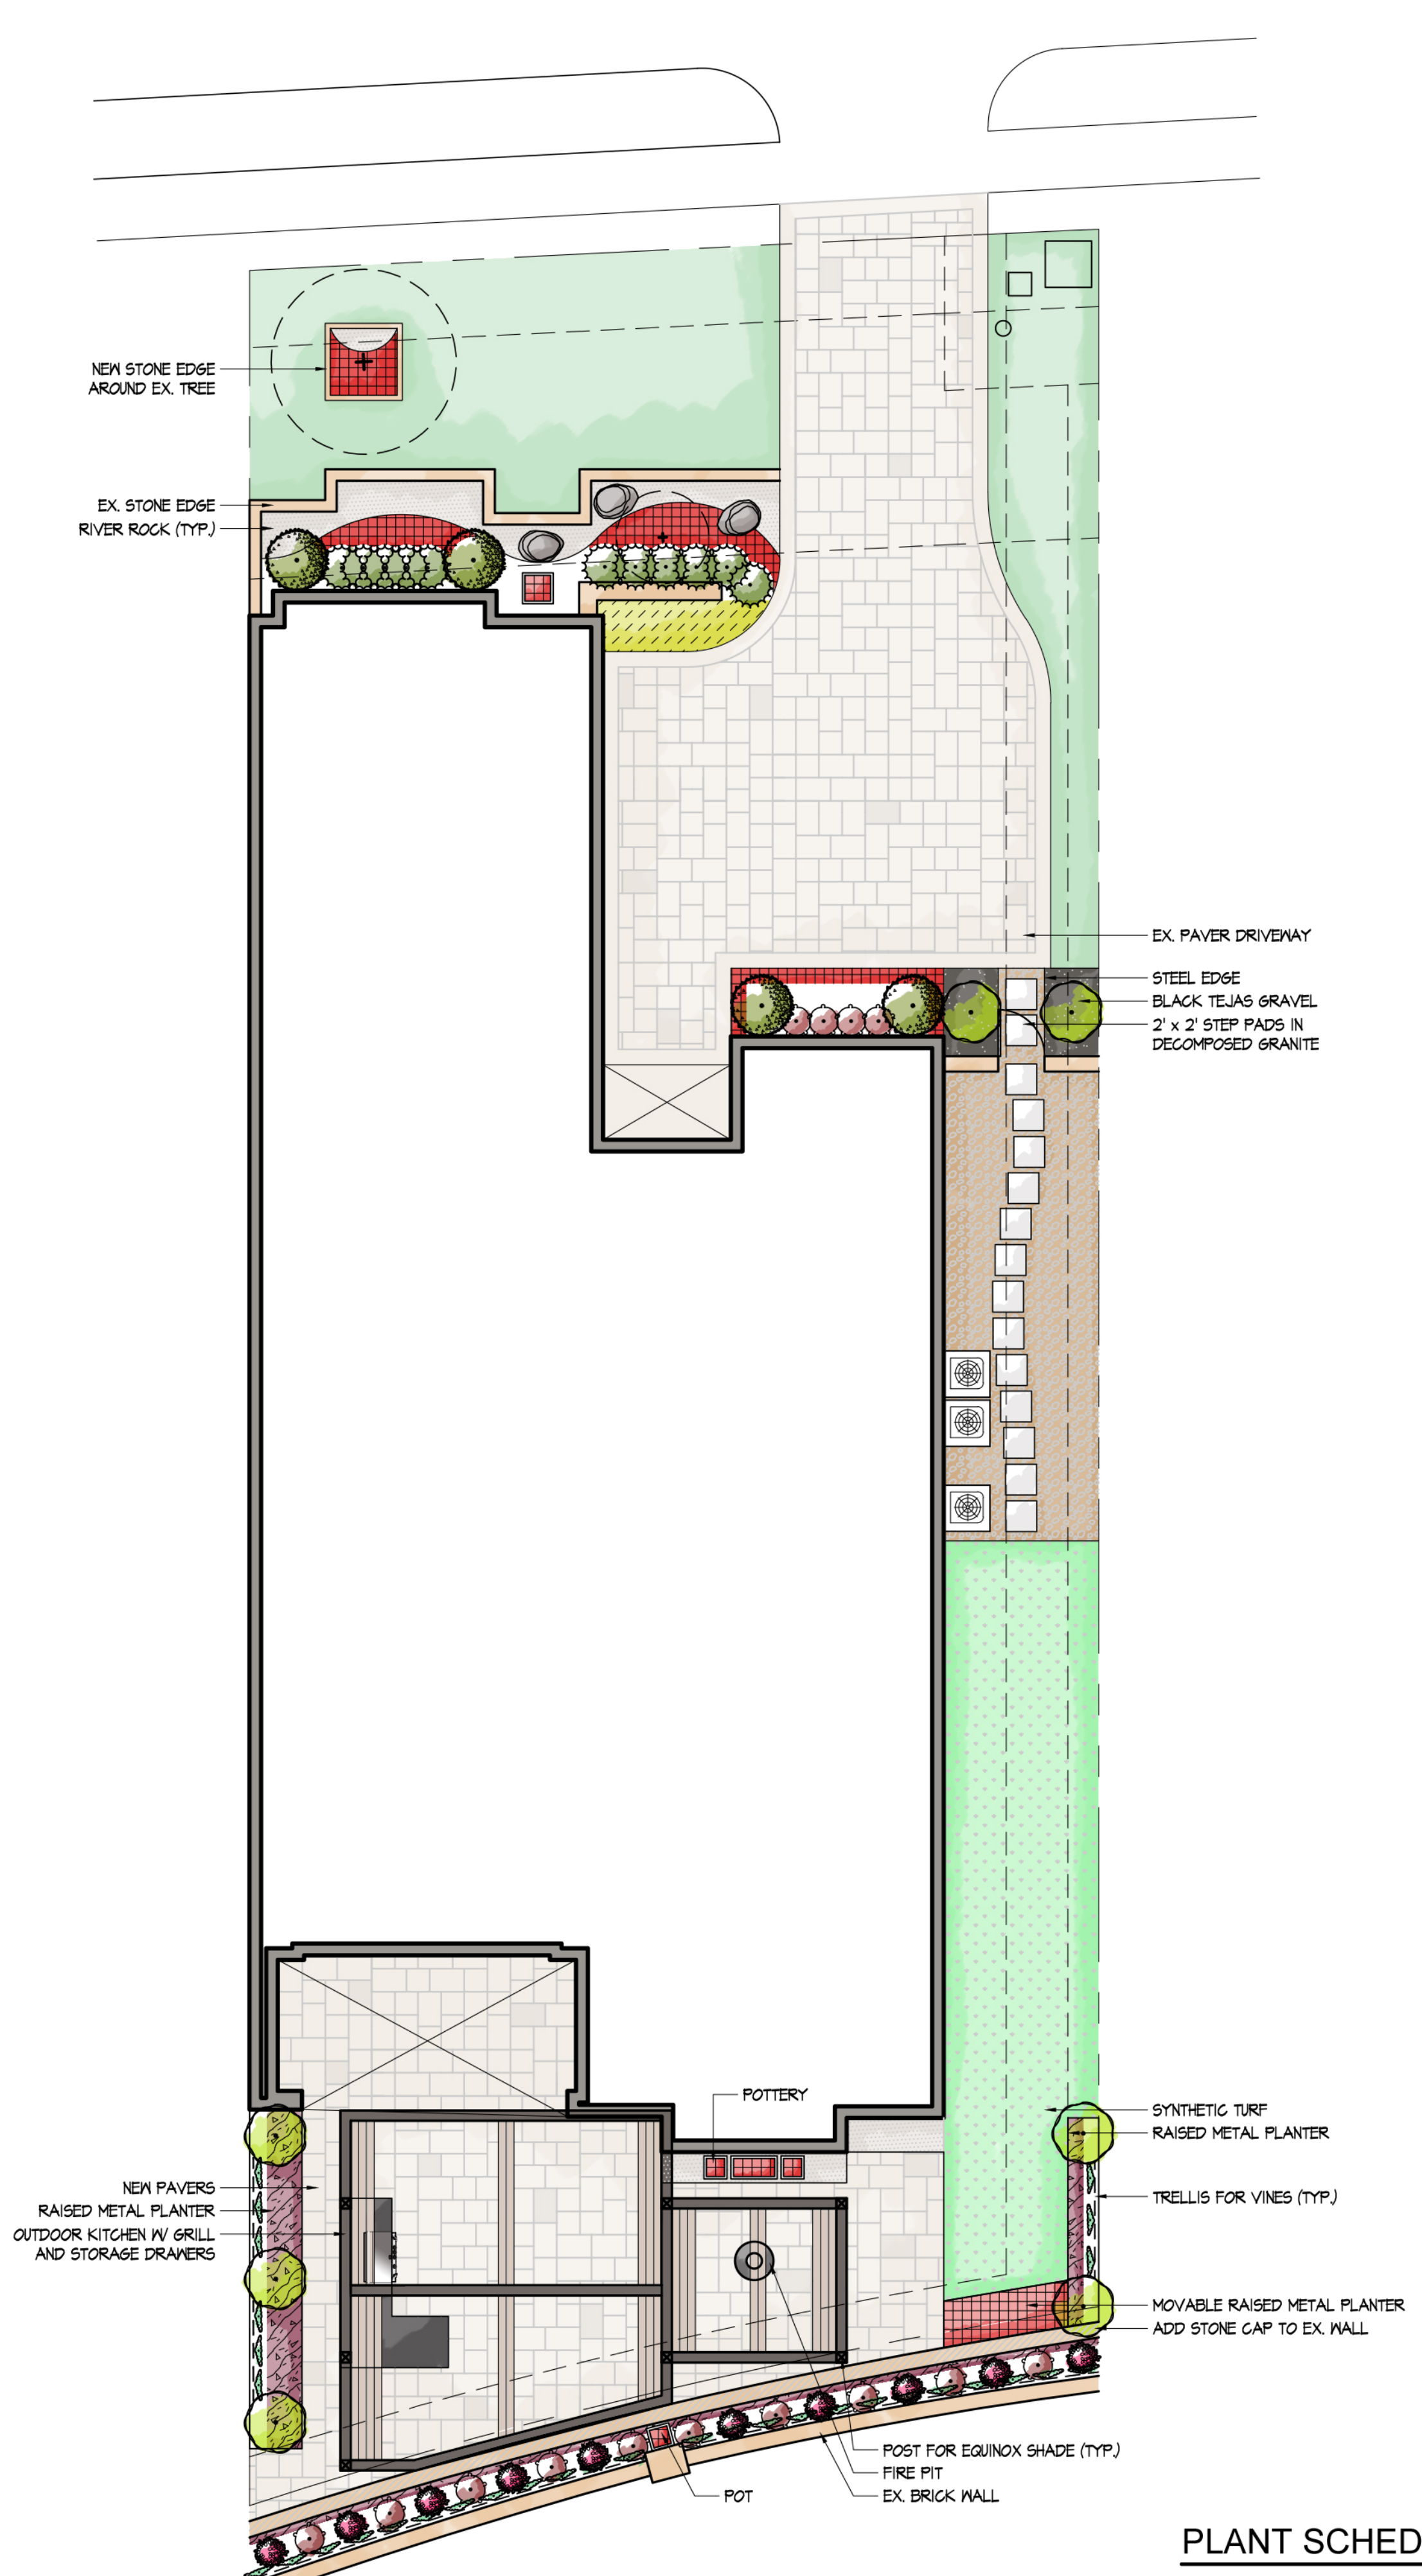 NEW STONE EDGE
AROUND EX. TREE
EX. STONE EDGE
RIVER ROCK (TYP.)
EX. PAVER DRIVEWAY
STEEL EDGE
BLACK TEJAS GRAVEL
2' x 2' STEP PADS IN
DECOMPOSED GRANITE
POTTERY
SYNTHETIC TURF
RAISED METAL PLANTER
TRELLIS FOR VINES (TYP.)
NEW PAVERS
RAISED METAL PLANTER
OUTDOOR KITCHEN W/ GRILL
AND STORAGE DRAWERS
MOVABLE RAISED METAL PLANTER
ADD STONE CAP TO EX. WALL
POST FOR EQUINOX SHADE (TYP.)
FIRE PIT
EX. BRICK WALL
POT
PLANT SCHED